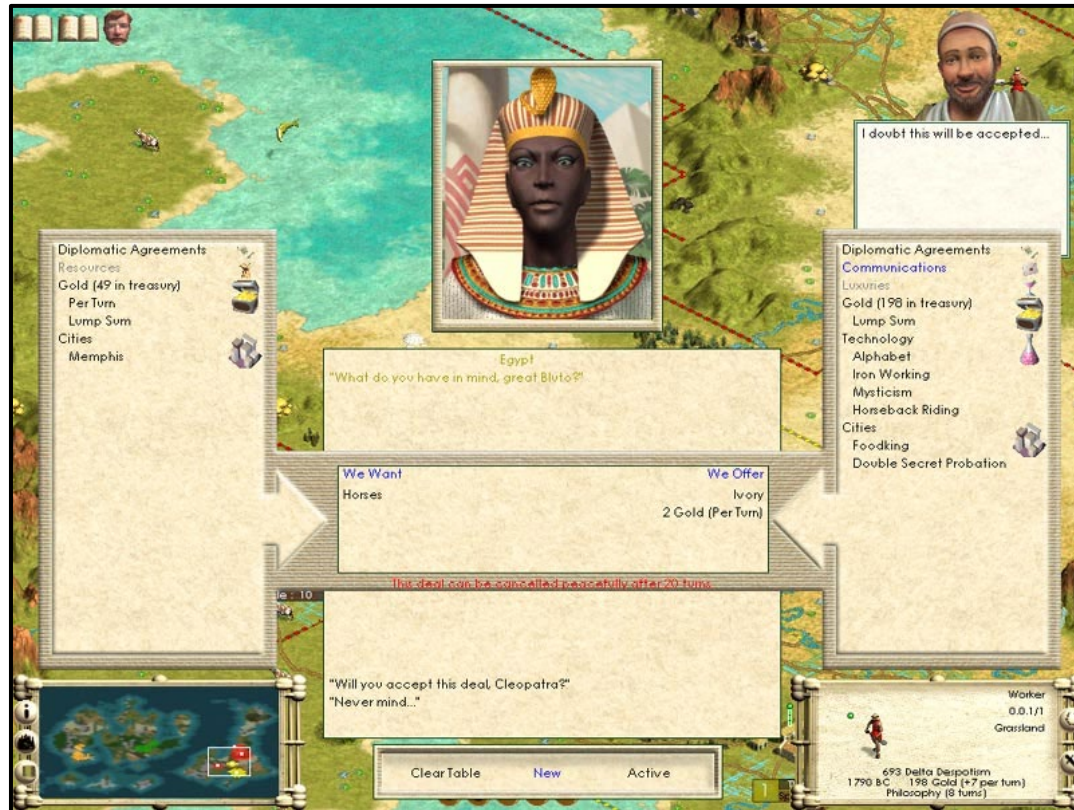 I doubt this will be accepted...
Diplomatic Agreements
Resources
Gold (49 in treasury)
Per Turn
Lump Sum
Cities
Memphis
Egypt
"What do you have in mind, great Bluto?"
Diplomatic Agreements
Communications
Luxuries
Gold (198 in treasury)
Lump Sum
Technology
Alphabet
Iron Working
Mysticism
Horseback Riding
Cities
Foodking
Double Secret Probation
We Want
We Offer
Horses
Ivory
2 Gold (Per Turn)
This deal can be cancelled peacefully after 20 turns
"Will you accept this deal, Cleopatra?"
"Never mind..."
Clear Table
New
Active
Worker
0.0.1/1
Grassland
693 Delta Despotism
1790 BC 198 Gold (+7 per turn)
Philosophy (8 turns)